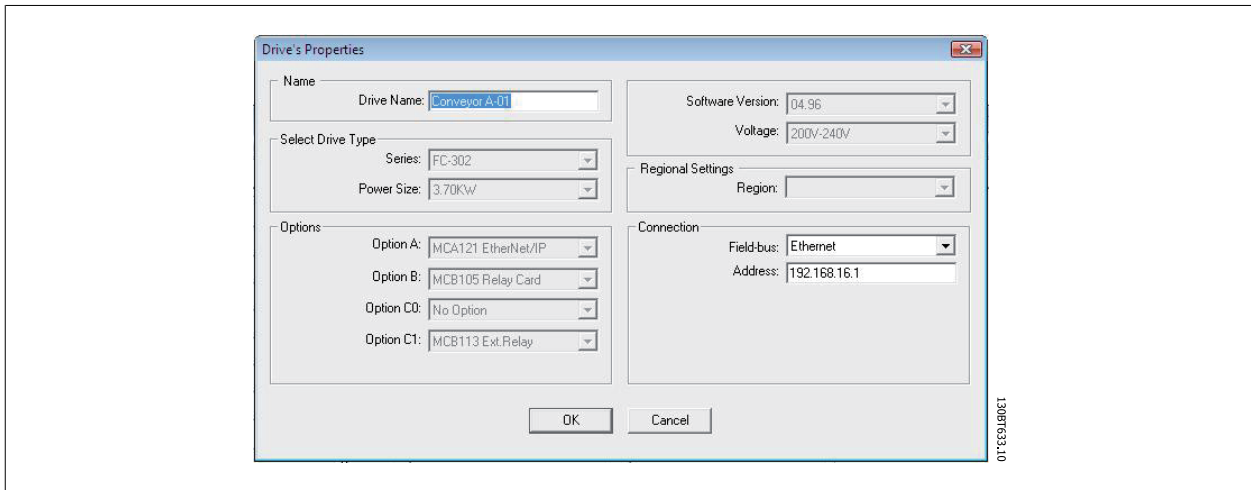 Drive's Properties
Name
Drive Name: Conveyor A-01
Select Drive Type
Series: FC-302
Power Size: 3.70KW
Options
Option A: MCA121 EtherNet/IP
Option B: MCB105 Relay Card
Option C0: No Option
Option C1: MCB113 Ext.Relay
Software Version: 04.96
Voltage: 200V-240V
Regional Settings
Region:
Connection
Field-bus: Ethernet
Address: 192.168.16.1
OK
Cancel
130BT633.10